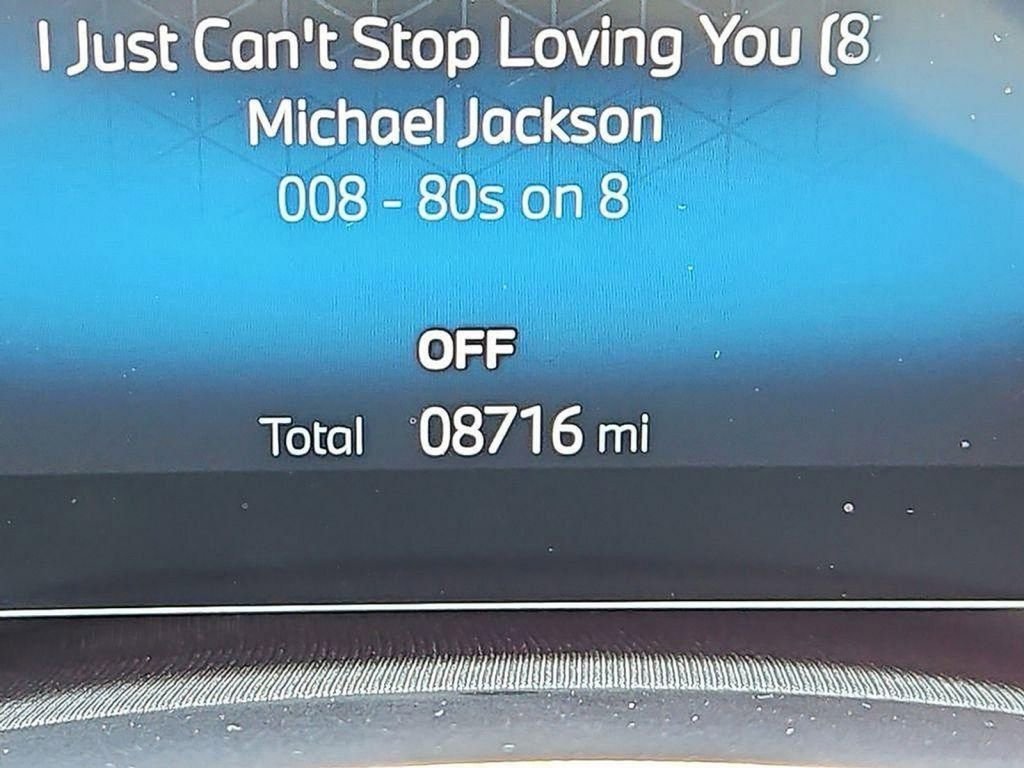 I Just Can't Stop Loving You (8
Michael Jackson
008 - 80s on 8
OFF
Total 08716 mi